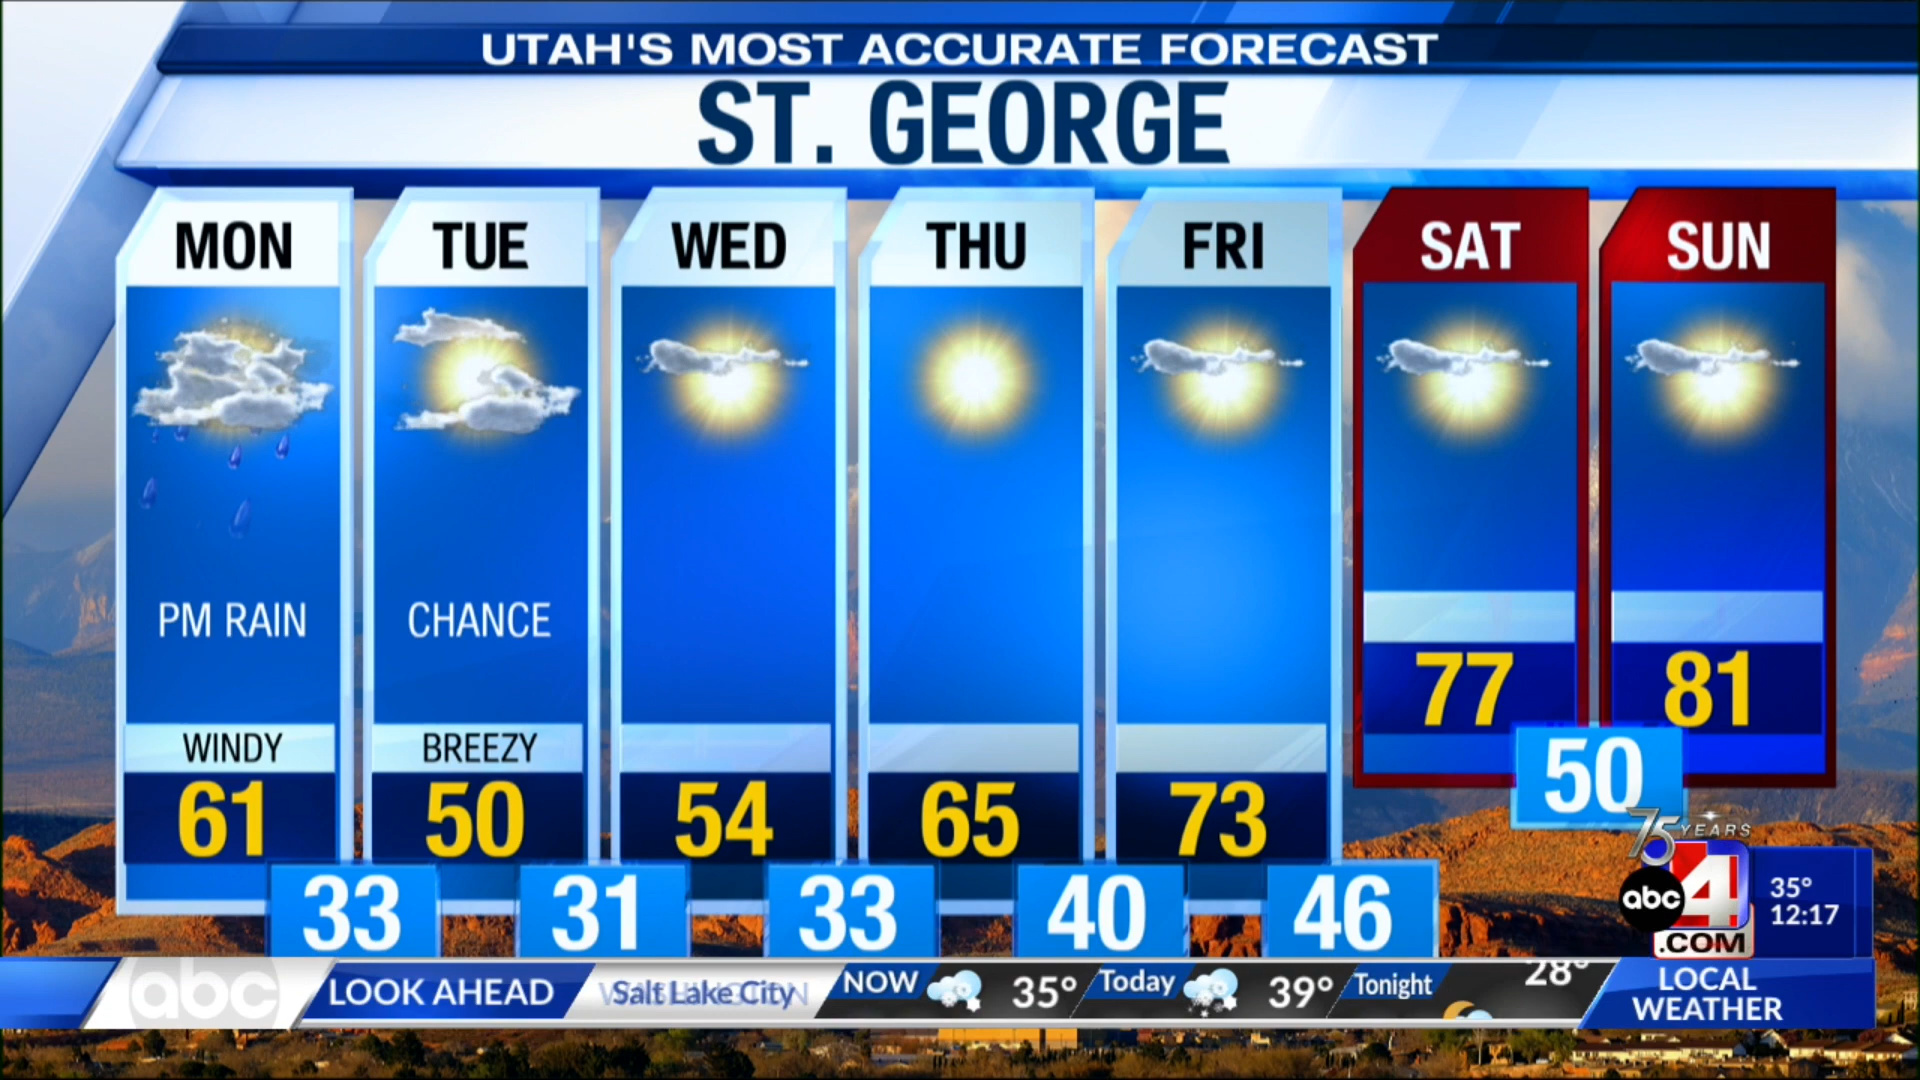 UTAH'S MOST ACCURATE FORECAST
ST. GEORGE
MON TUE WED THU FRI SAT SUN
PM RAIN CHANCE
WINDY BREEZY
77 81
61 50 54 65 73
50
33 31 33 40 46
75 YEARS
abc 4
.COM
35°
12:17
abc LOOK AHEAD Salt Lake City NOW 35° Today 39° Tonight 28°
LOCAL
WEATHER